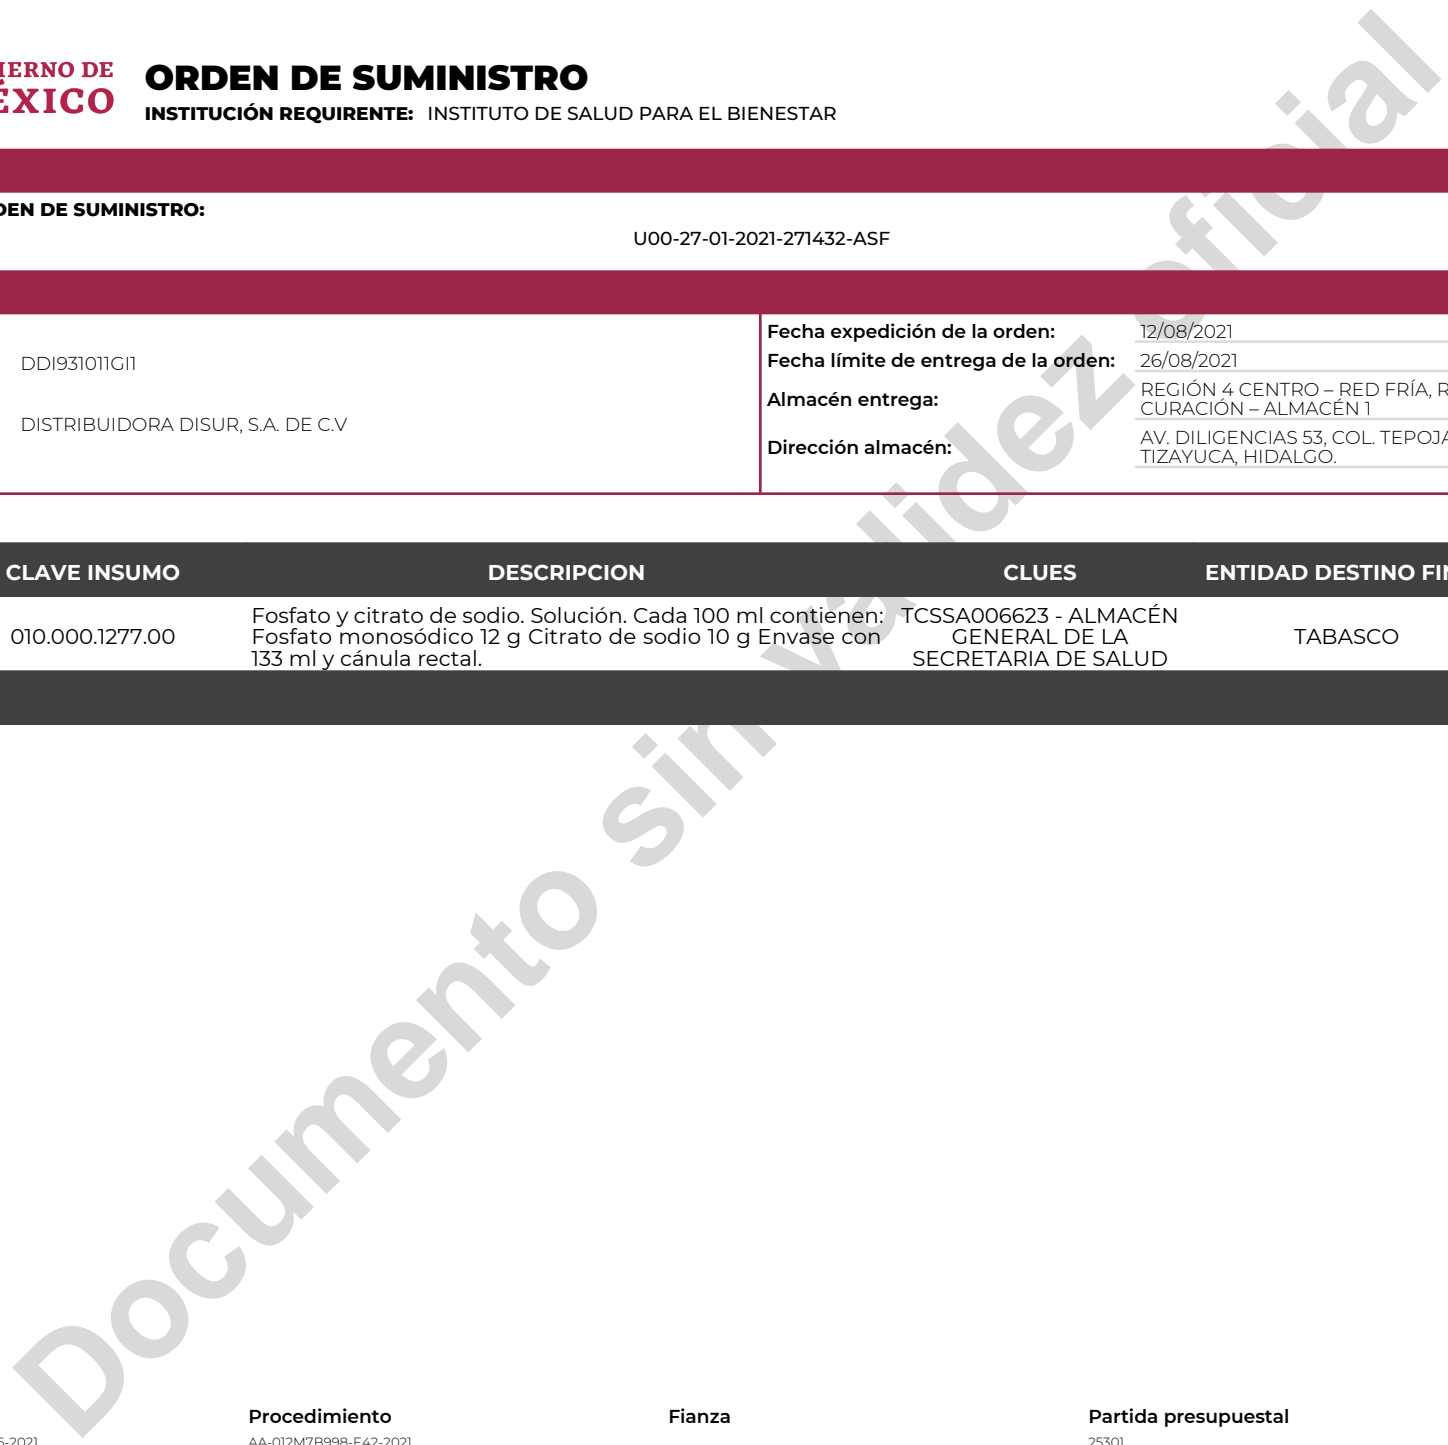 IERNO DE
ÉXICO
ORDEN DE SUMINISTRO
INSTITUCIÓN REQUIRENTE: INSTITUTO DE SALUD PARA EL BIENESTAR
DEN DE SUMINISTRO:
U00-27-01-2021-271432-ASF
DDI931011GI1
DISTRIBUIDORA DISUR, S.A. DE C.V
Fecha expedición de la orden: 12/08/2021
Fecha límite de entrega de la orden: 26/08/2021
Almacén entrega: REGIÓN 4 CENTRO – RED FRÍA, R
CURACIÓN – ALMACÉN 1
Dirección almacén: AV. DILIGENCIAS 53, COL. TEPOJA
TIZAYUCA, HIDALGO.
CLAVE INSUMO DESCRIPCION CLUES ENTIDAD DESTINO FIN
010.000.1277.00
Fosfato y citrato de sodio. Solución. Cada 100 ml contienen:
Fosfato monosódico 12 g Citrato de sodio 10 g Envase con
133 ml y cánula rectal.
TCSSA006623 - ALMACÉN
GENERAL DE LA
SECRETARIA DE SALUD
TABASCO
Documento sin validez oficial
Procedimiento Fianza Partida presupuestal
-2021 AA-012M7B998-E42-2021 25301